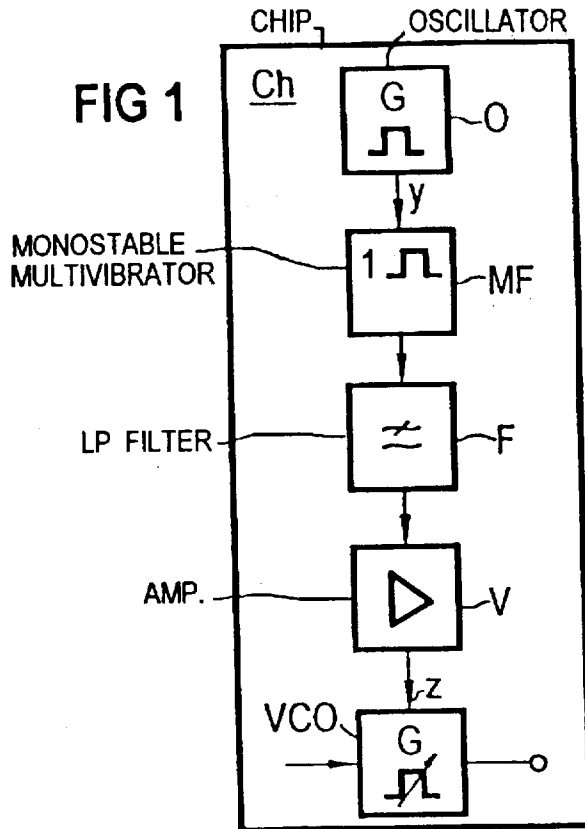 CHIP OSCILLATOR
FIG 1
Ch
G
O
y
MONOSTABLE
MULTIVIBRATOR
1
MF
LP FILTER
F
AMP.
V
z
VCO
G